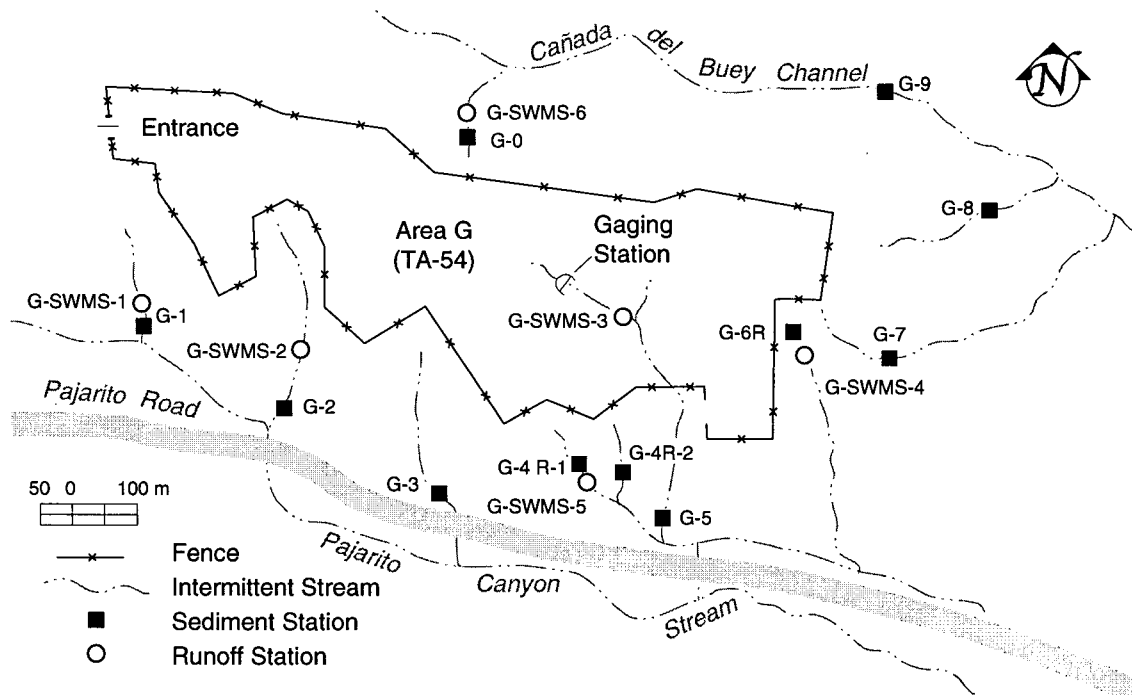 Cañada del
Buey Channel
N
G-9
G-SWMS-6
G-0
Entrance
G-8
Area G
(TA-54)
Gaging
Station
G-SWMS-1
G-1
G-SWMS-2
G-SWMS-3
G-6R
G-7
G-SWMS-4
Pajarito Road
G-2
G-4 R-1
G-4R-2
G-3
G-SWMS-5
G-5
50 0 100 m
Fence
Pajarito Canyon Stream
Intermittent Stream
Sediment Station
Runoff Station